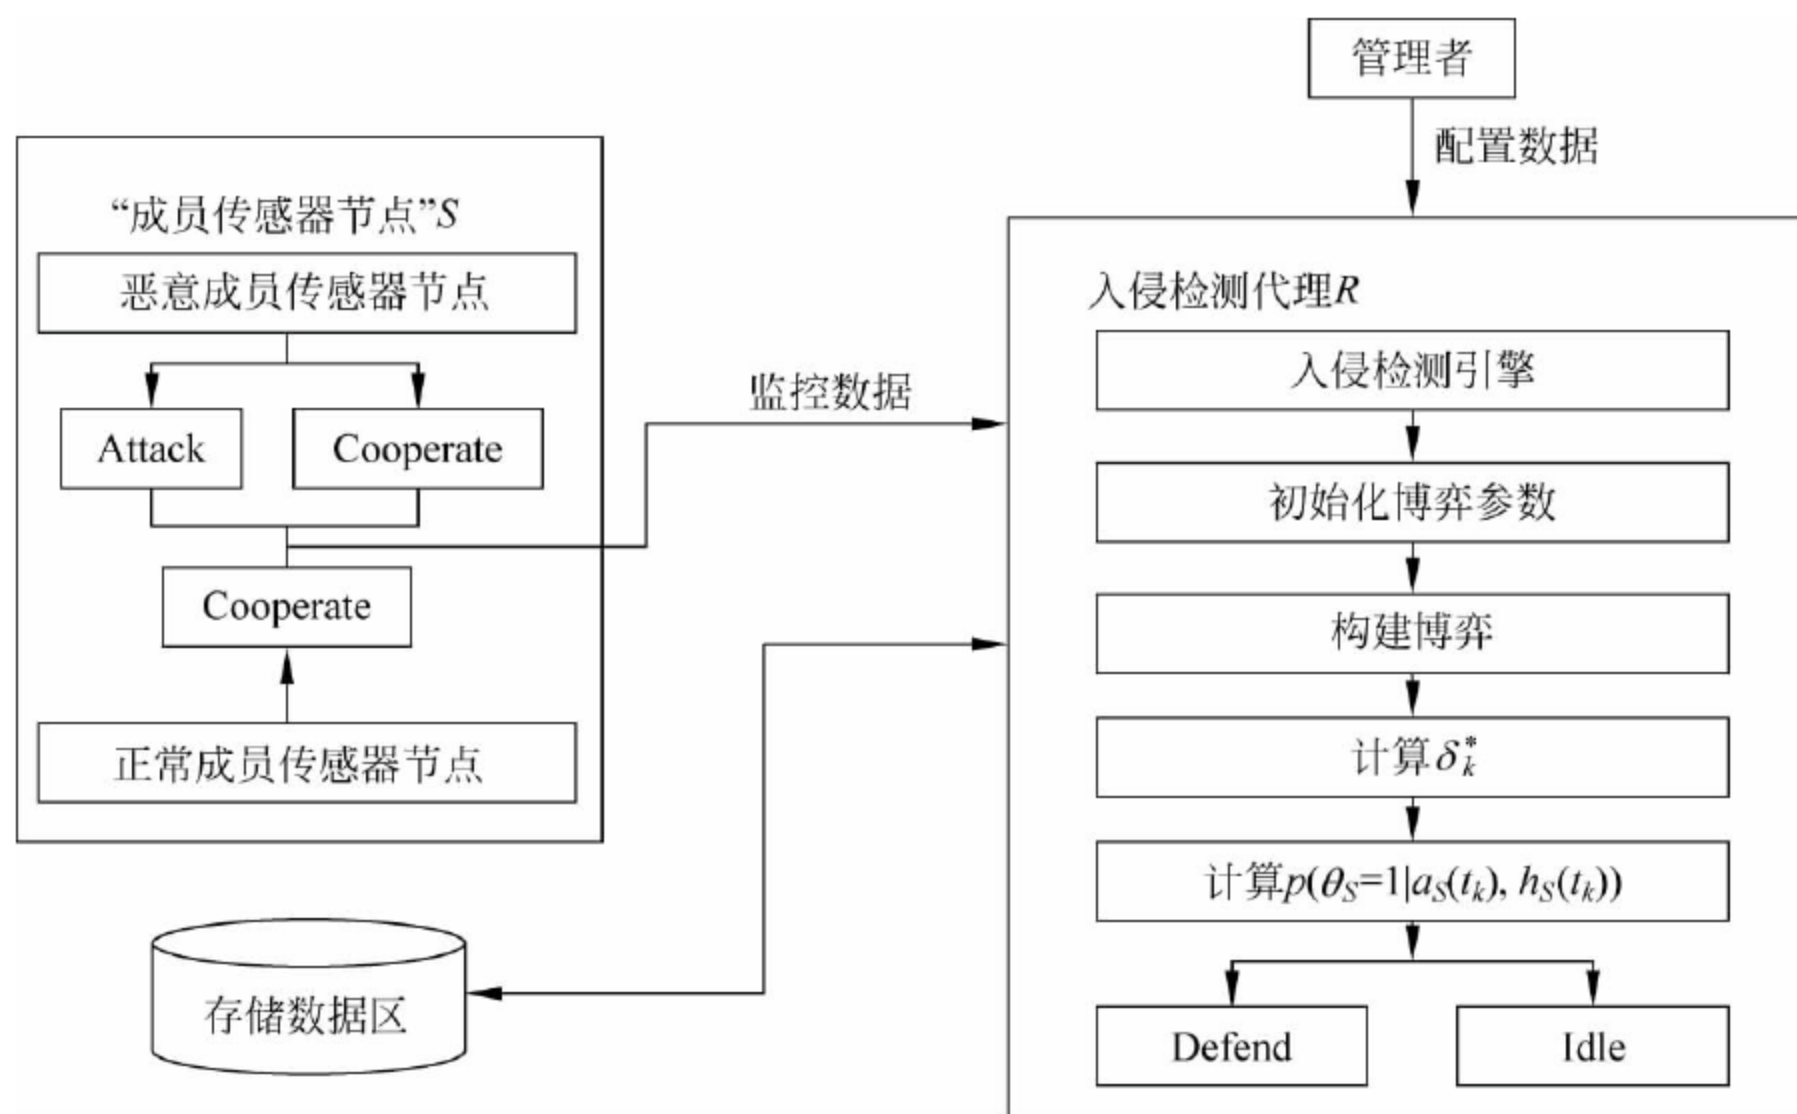 管理者
配置数据
“成员传感器节点”S
恶意成员传感器节点
Attack
Cooperate
Cooperate
正常成员传感器节点
监控数据
存储数据区
入侵检测代理R
入侵检测引擎
初始化博弈参数
构建博弈
计算δ*k
计算p(θS=1|aS(tk), hS(tk))
Defend
Idle